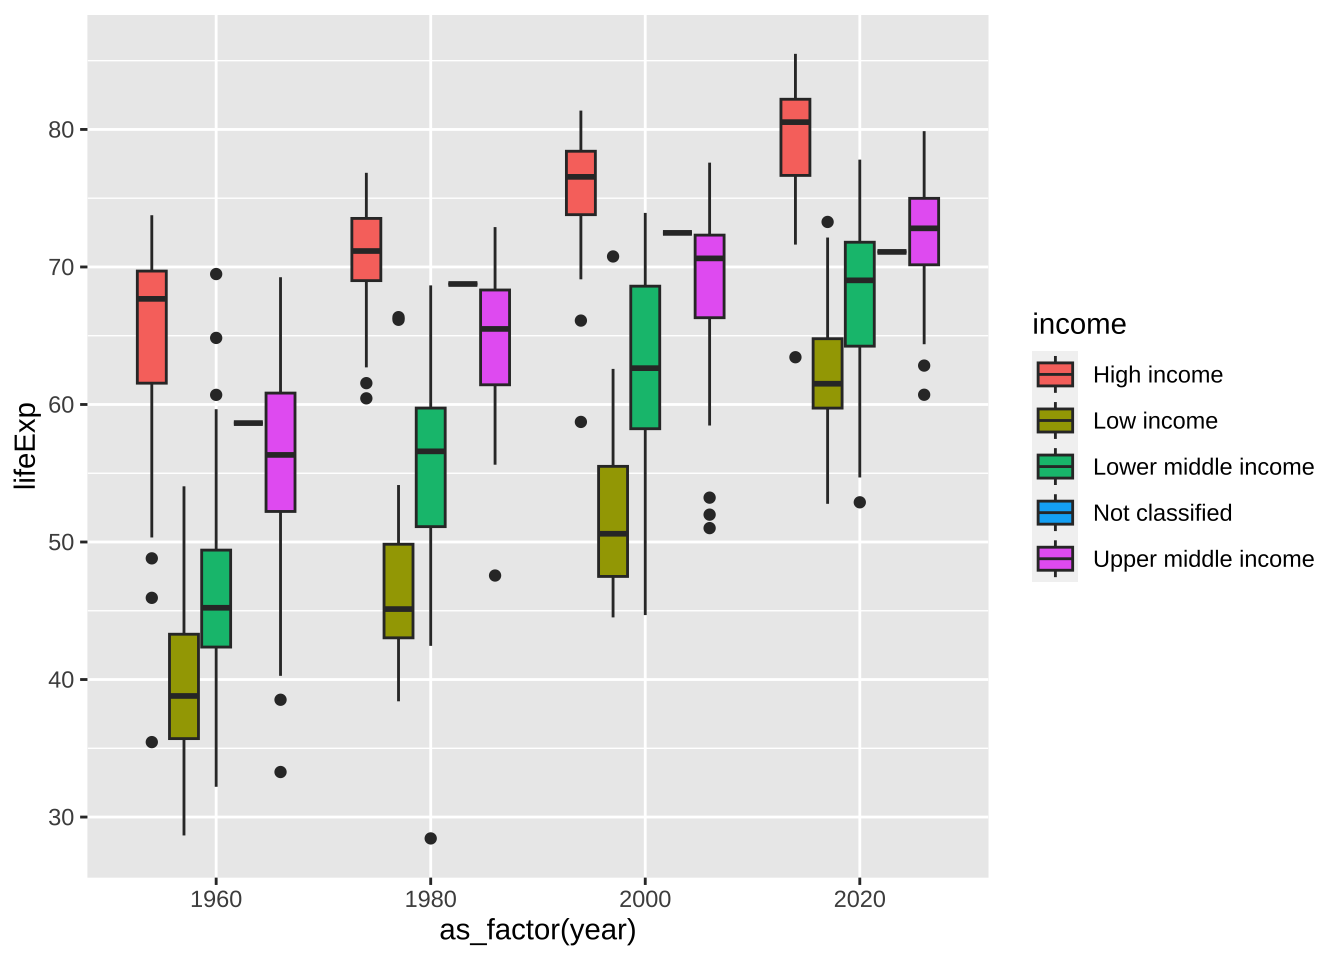 lifeExp
80
70
60
50
40
30
1960 1980 2000 2020
as_factor(year)
income
High income
Low income
Lower middle income
Not classified
Upper middle income